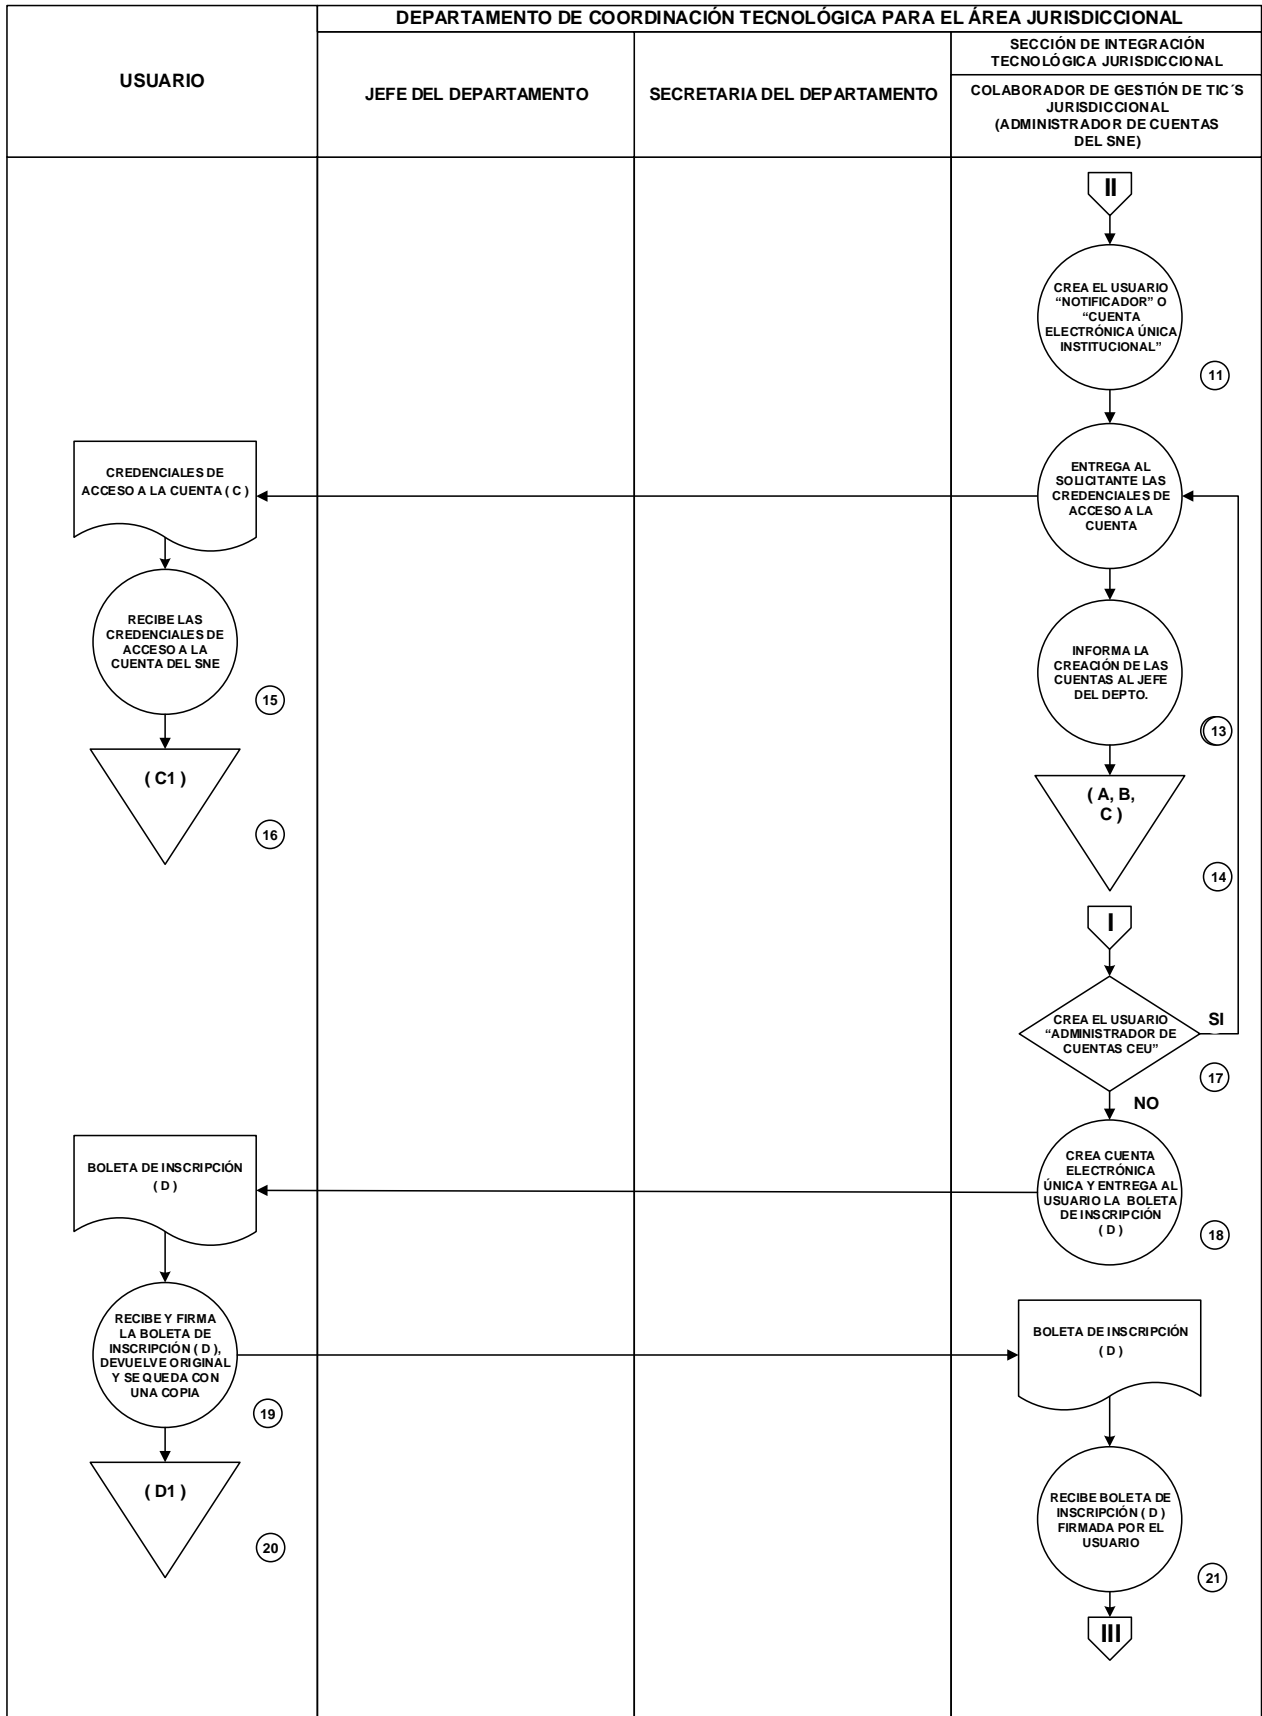 DEPARTAMENTO DE COORDINACIÓN TECNOLÓGICA PARA EL ÁREA JURISDICCIONAL
USUARIO
JEFE DEL DEPARTAMENTO
SECRETARIA DEL DEPARTAMENTO
SECCIÓN DE INTEGRACIÓN
TECNOLÓGICA JURISDICCIONAL
COLABORADOR DE GESTIÓN DE TIC´S
JURISDICCIONAL
(ADMINISTRADOR DE CUENTAS
DEL SNE)
II
CREA EL USUARIO
“NOTIFICADOR” O
“CUENTA
ELECTRÓNICA ÚNICA
INSTITUCIONAL”
11
ENTREGA AL
SOLICITANTE LAS
CREDENCIALES DE
ACCESO A LA
CUENTA
CREDENCIALES DE
ACCESO A LA CUENTA ( C )
RECIBE LAS
CREDENCIALES DE
ACCESO A LA
CUENTA DEL SNE
15
( C1 )
16
INFORMA LA
CREACIÓN DE LAS
CUENTAS AL JEFE
DEL DEPTO.
13
( A, B,
C )
14
I
CREA EL USUARIO
“ADMINISTRADOR DE
CUENTAS CEU”
SI
17
NO
CREA CUENTA
ELECTRÓNICA
ÚNICA Y ENTREGA AL
USUARIO LA BOLETA
DE INSCRIPCIÓN
( D )
18
BOLETA DE INSCRIPCIÓN
( D )
RECIBE Y FIRMA
LA BOLETA DE
INSCRIPCIÓN ( D ),
DEVUELVE ORIGINAL
Y SE QUEDA CON
UNA COPIA
19
( D1 )
20
BOLETA DE INSCRIPCIÓN
( D )
RECIBE BOLETA DE
INSCRIPCIÓN ( D )
FIRMADA POR EL
USUARIO
21
III